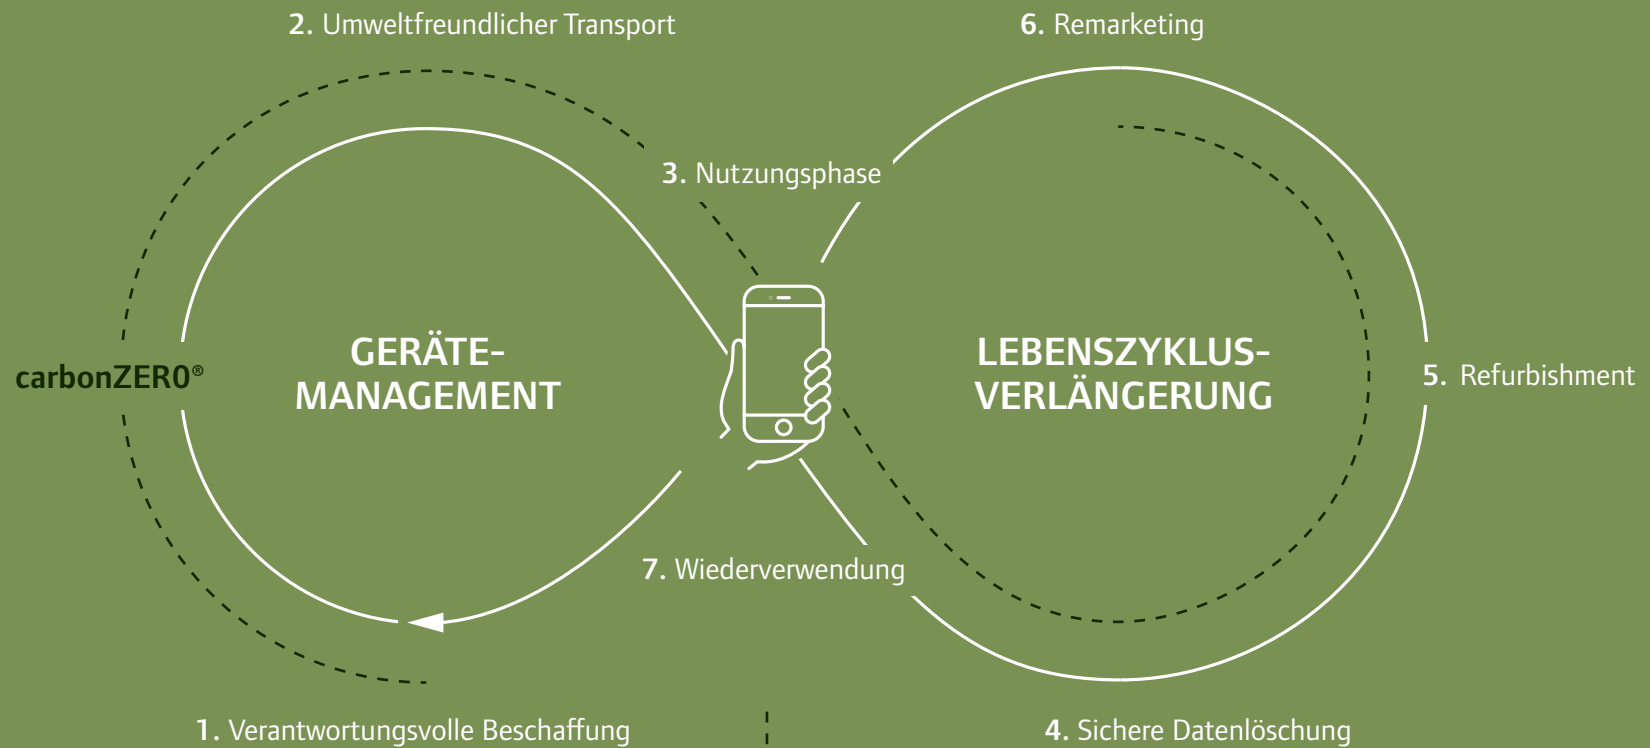 2. Umweltfreundlicher Transport
6. Remarketing
3. Nutzungsphase
carbonZER0®
GERÄTE-
MANAGEMENT
LEBENSZYKLUS-
VERLÄNGERUNG
5. Refurbishment
7. Wiederverwendung
1. Verantwortungsvolle Beschaffung
4. Sichere Datenlöschung